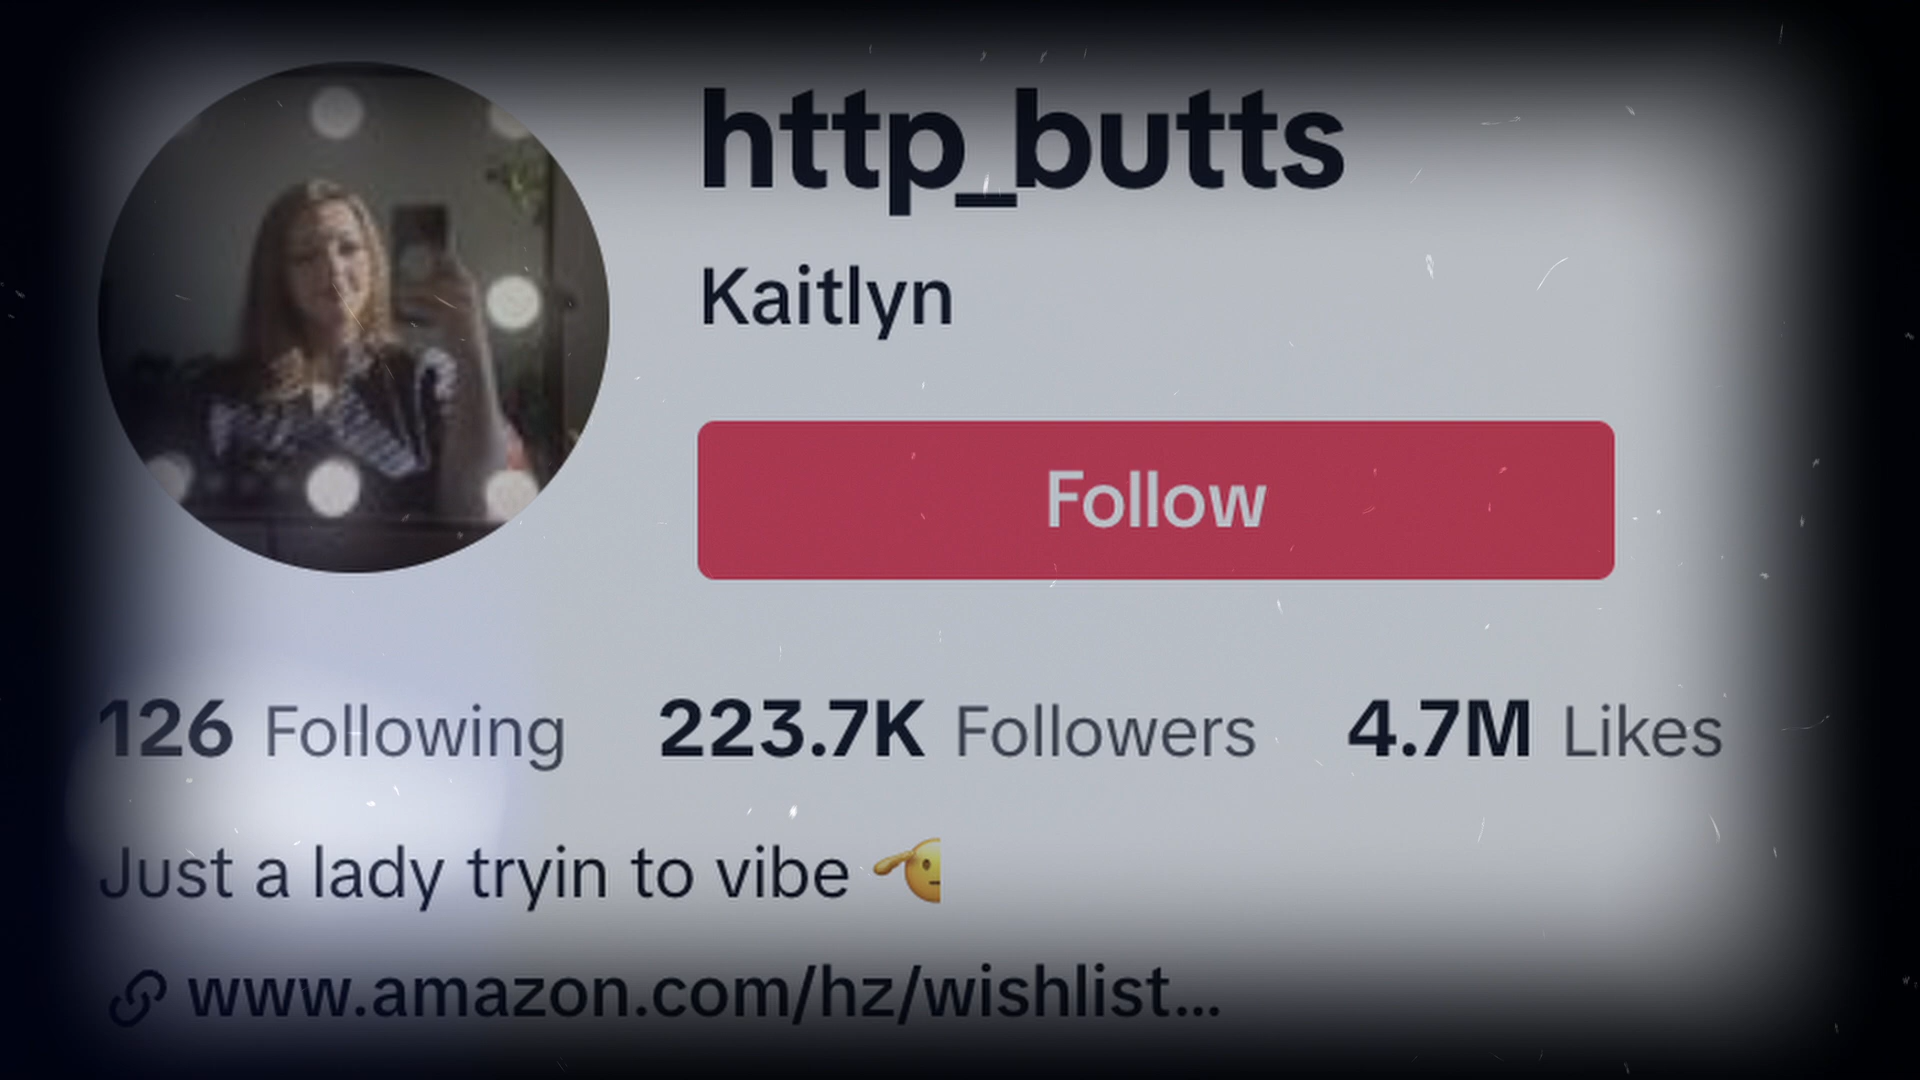 http_butts
Kaitlyn
Follow
126 Following 223.7K Followers 4.7M Likes
Just a lady tryin to vibe
www.amazon.com/hz/wishlist...